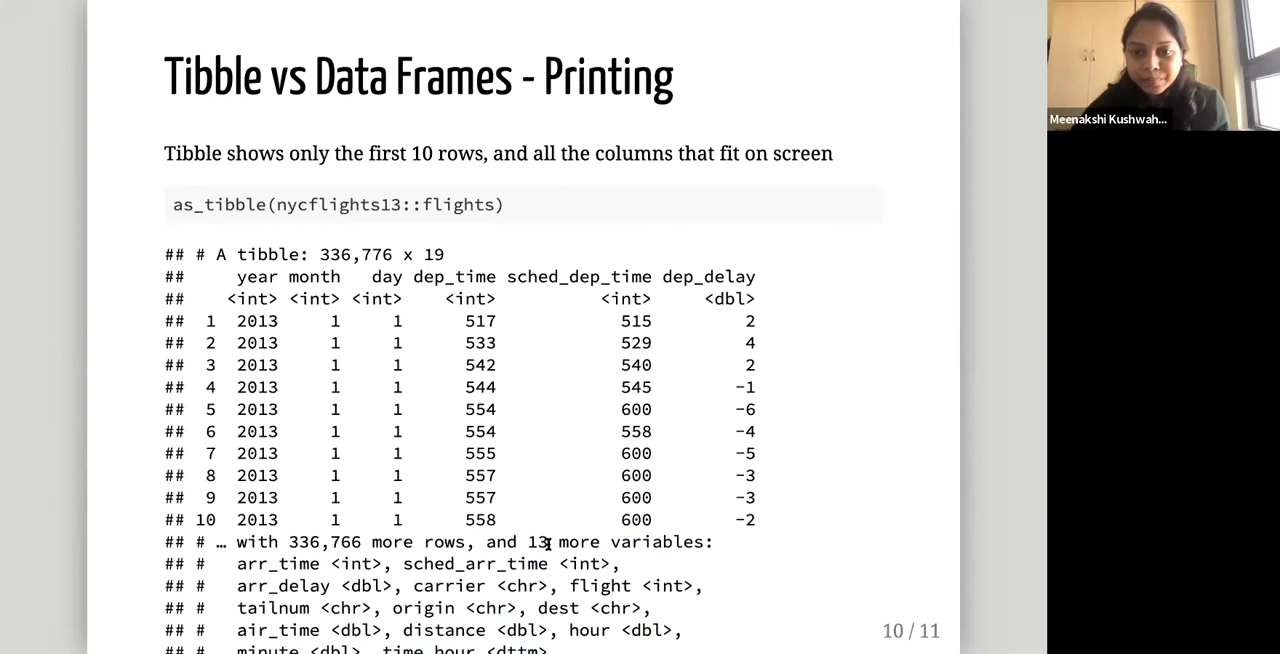 Tibble vs Data Frames - Printing
Tibble shows only the first 10 rows, and all the columns that fit on screen
as_tibble(nycflights13::flights)
## # A tibble: 336,776 x 19
## year month day dep_time sched_dep_time dep_delay
## <int> <int> <int> <int> <int> <dbl>
## 1 2013 1 1 517 515 2
## 2 2013 1 1 533 529 4
## 3 2013 1 1 542 540 2
## 4 2013 1 1 544 545 -1
## 5 2013 1 1 554 600 -6
## 6 2013 1 1 554 558 -4
## 7 2013 1 1 555 600 -5
## 8 2013 1 1 557 600 -3
## 9 2013 1 1 557 600 -3
## 10 2013 1 1 558 600 -2
## # … with 336,766 more rows, and 13 more variables:
## # arr_time <int>, sched_arr_time <int>,
## # arr_delay <dbl>, carrier <chr>, flight <int>,
## # tailnum <chr>, origin <chr>, dest <chr>,
## # air_time <dbl>, distance <dbl>, hour <dbl>,
## # minute <dbl>, time_hour <dttm>
10 / 11
Meenakshi Kushwah...